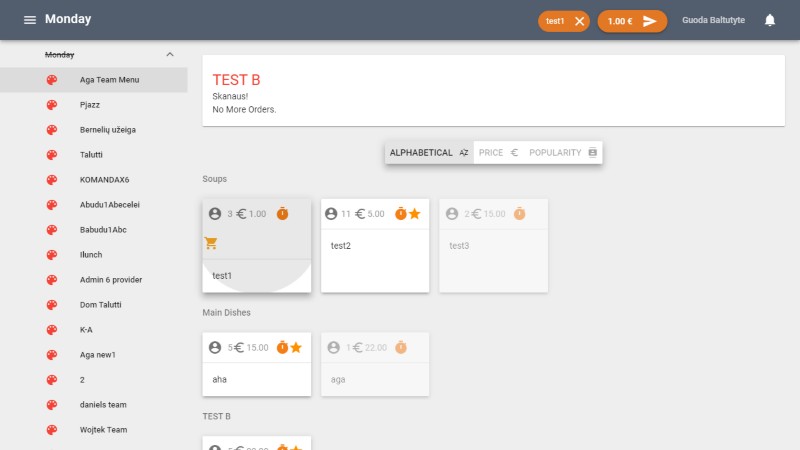 Monday
test1
1.00 €
Guoda Baltutyte
Monday
Aga Team Menu
Pjazz
Bernelių užeiga
Talutti
KOMANDAX6
Abudu1Abecelei
Babudu1Abc
Ilunch
Admin 6 provider
Dom Talutti
K-A
Aga new1
2
daniels team
Wojtek Team
TEST B
Skanaus!
No More Orders.
ALPHABETICAL
PRICE €
POPULARITY
Soups
3 € 1.00
test1
11 € 5.00
test2
2 € 15.00
test3
Main Dishes
5 € 15.00
aha
1 € 22.00
aga
TEST B